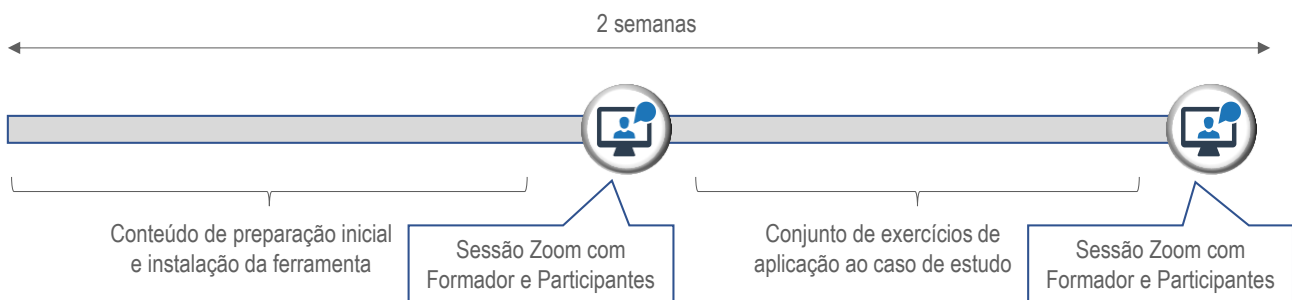 2 semanas
Conteúdo de preparação inicial
e instalação da ferramenta
Sessão Zoom com
Formador e Participantes
Conjunto de exercícios de
aplicação ao caso de estudo
Sessão Zoom com
Formador e Participantes